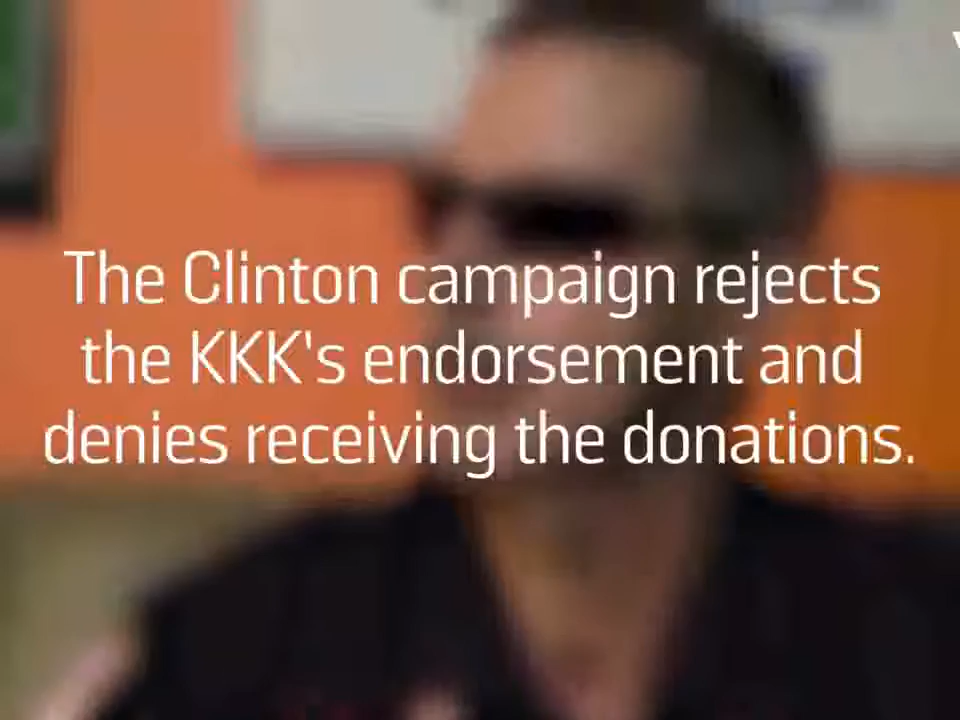 The Clinton campaign rejects
the KKK's endorsement and
denies receiving the donations.